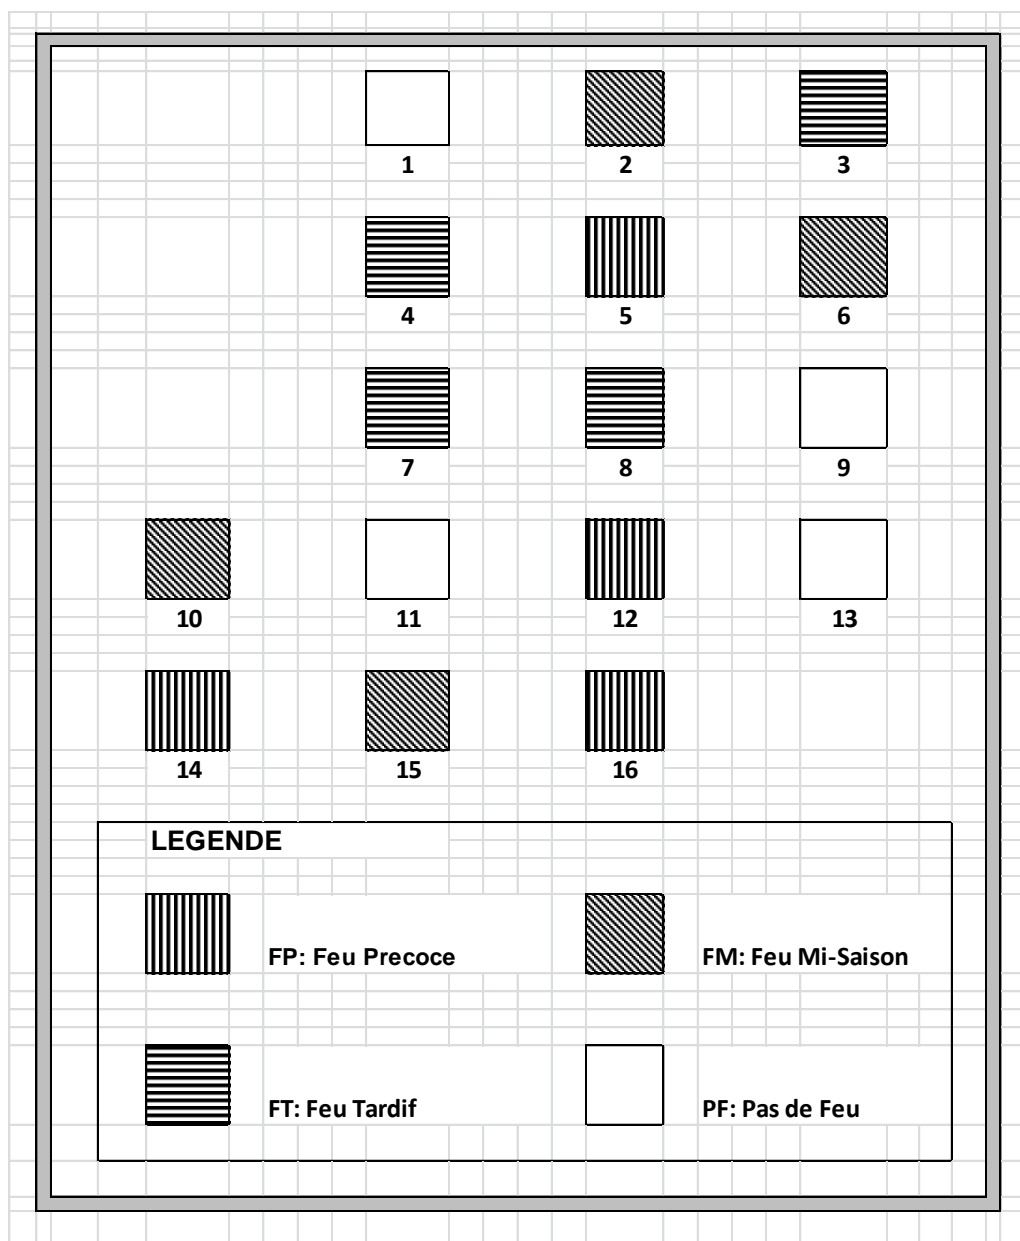 1 2 3
4 5 6
7 8 9
10 11 12 13
14 15 16
LEGENDE
FP: Feu Precoce FM: Feu Mi-Saison
FT: Feu Tardif PF: Pas de Feu